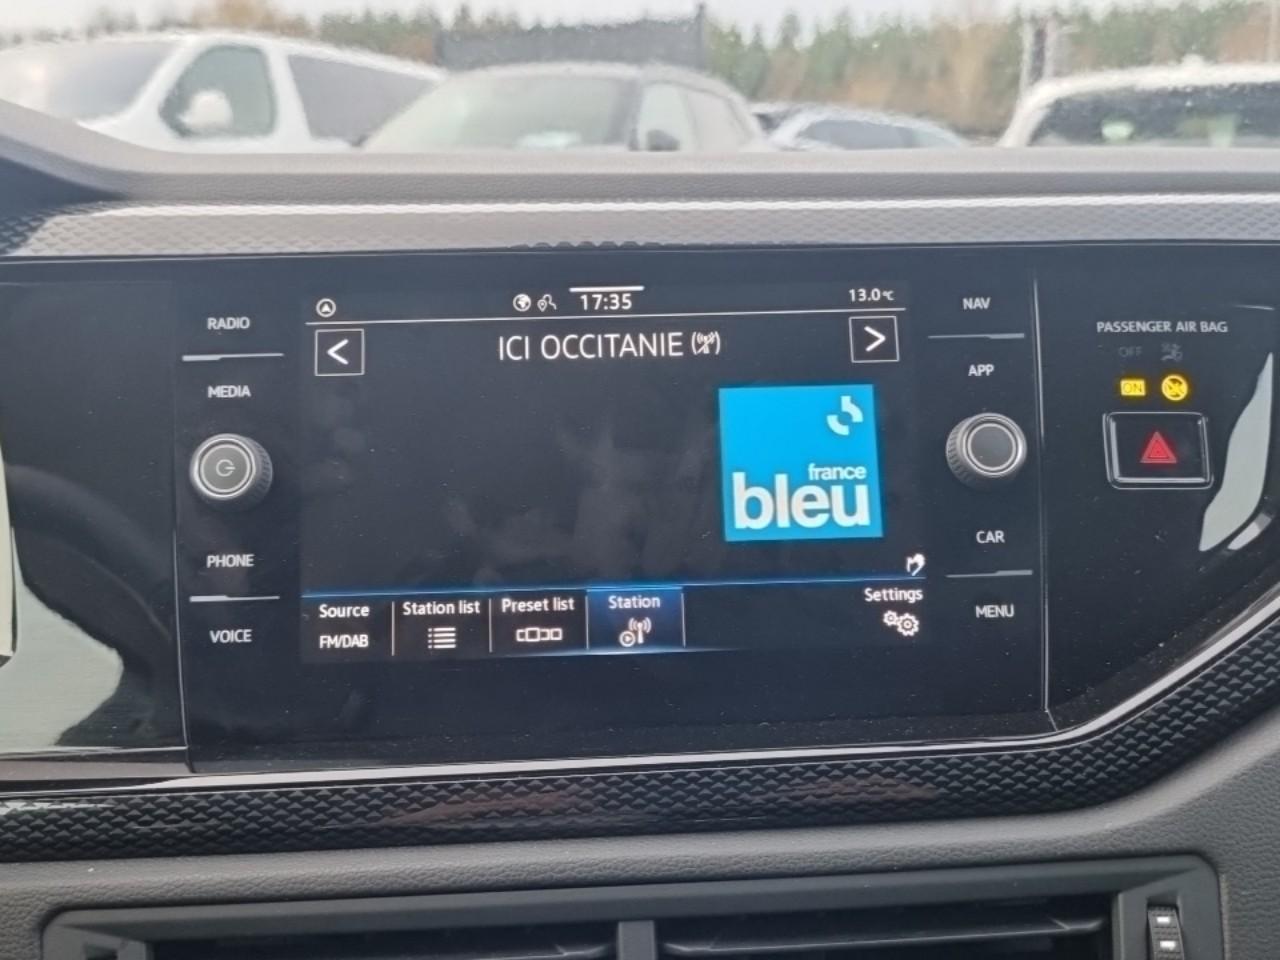 17:35
13.0°C
ICI OCCITANIE
<
>
france
bleu
Source
FM/DAB
Station list
Preset list
Station
Settings
RADIO
MEDIA
PHONE
VOICE
NAV
APP
CAR
MENU
PASSENGER AIR BAG
OFF
ON